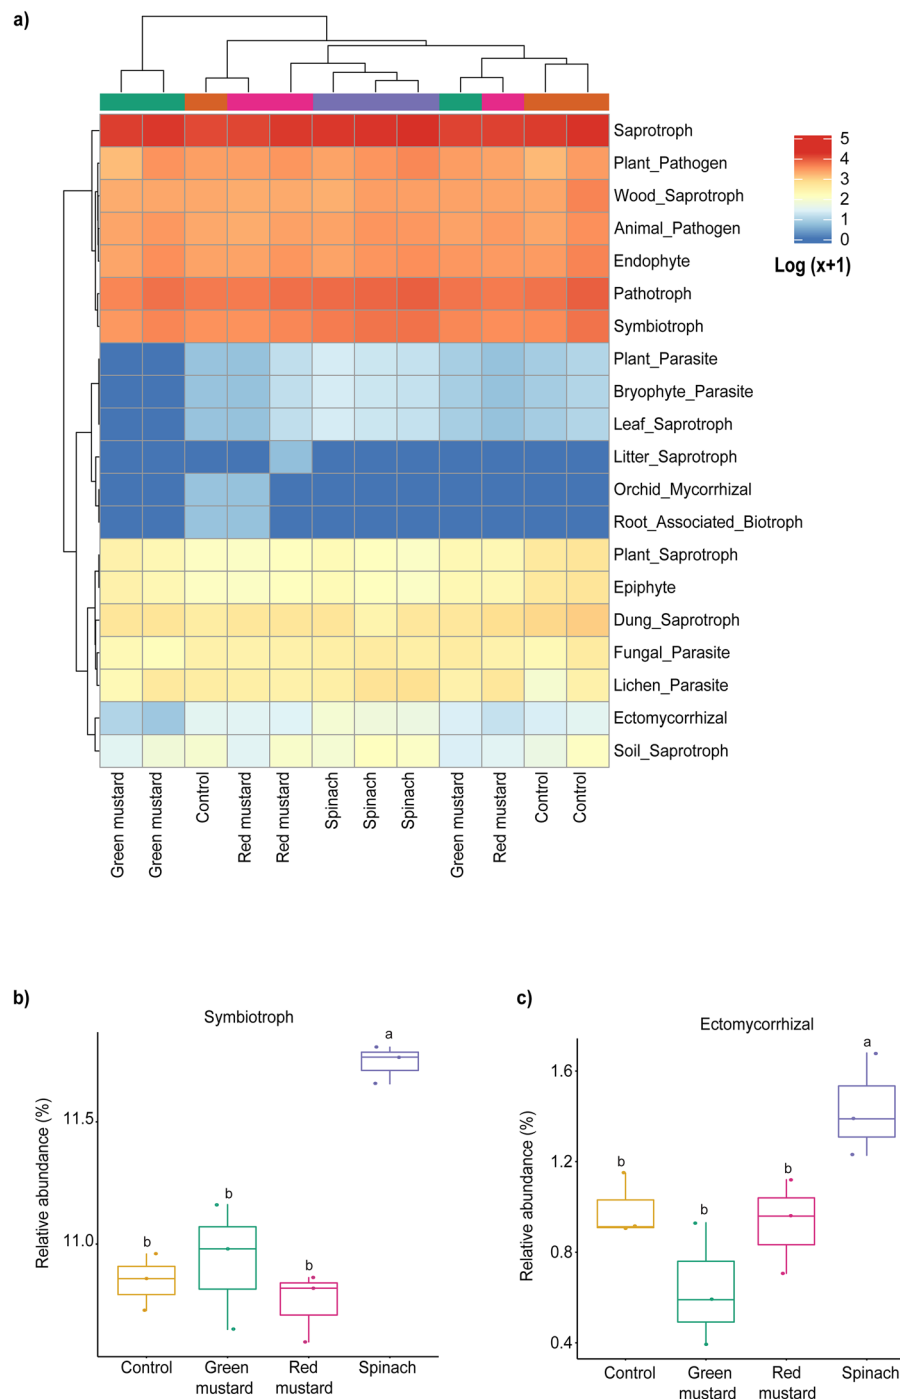 a)
Saprotroph
Plant_Pathogen
Wood_Saprotroph
Animal_Pathogen
Endophyte
Pathotroph
Symbiotroph
Plant_Parasite
Bryophyte_Parasite
Leaf_Saprotroph
Litter_Saprotroph
Orchid_Mycorrhizal
Root_Associated_Biotroph
Plant_Saprotroph
Epiphyte
Dung_Saprotroph
Fungal_Parasite
Lichen_Parasite
Ectomycorrhizal
Soil_Saprotroph
5
4
3
2
1
0
Log (x+1)
Green mustard
Green mustard
Control
Red mustard
Red mustard
Spinach
Spinach
Spinach
Green mustard
Red mustard
Control
Control
b)
Symbiotroph
Relative abundance (%)
11.5
11.0
b
b
b
a
Control
Green
mustard
Red
mustard
Spinach
c)
Ectomycorrhizal
Relative abundance (%)
1.6
1.2
0.8
0.4
b
b
b
a
Control
Green
mustard
Red
mustard
Spinach